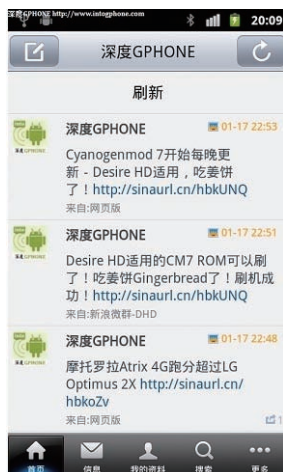 深度GPHONE http://www.intogphone.com
20:09
深度GPHONE
刷新
深度GPHONE 01-17 22:53
Cyanogenmod 7开始每晚更
新 - Desire HD适用，吃姜饼
了！http://sinaurl.cn/hbkUNQ
来自:网页版
深度GPHONE 01-17 22:51
Desire HD适用的CM7 ROM可以刷
了！吃姜饼Gingerbread了！刷机成
功！http://sinaurl.cn/hbkUNQ
来自:新浪微群-DHD
深度GPHONE 01-17 22:48
摩托罗拉Atrix 4G跑分超过LG
Optimus 2X http://sinaurl.cn/
hbkoZv
来自:网页版 1
首页 信息 我的资料 搜索 更多